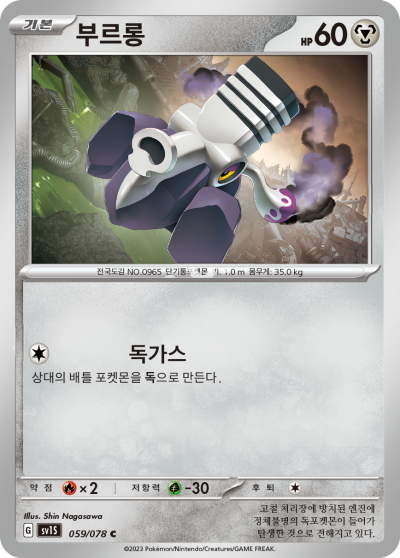 기본 부르롱 HP 60
전국도감 NO.0965 단기통포켓몬 키: 1.0 m 몸무게: 35.0 kg
독가스
상대의 배틀 포켓몬을 독으로 만든다.
약점 ×2 저항력 -30 후퇴
Illus. Shin Nagasawa
G sv1S 059/078 C
고철 처리장에 방치된 엔진에
정체불명의 독포켓몬이 들어가
탄생한 것으로 전해진다.
©2023 Pokémon/Nintendo/Creatures/GAME FREAK.